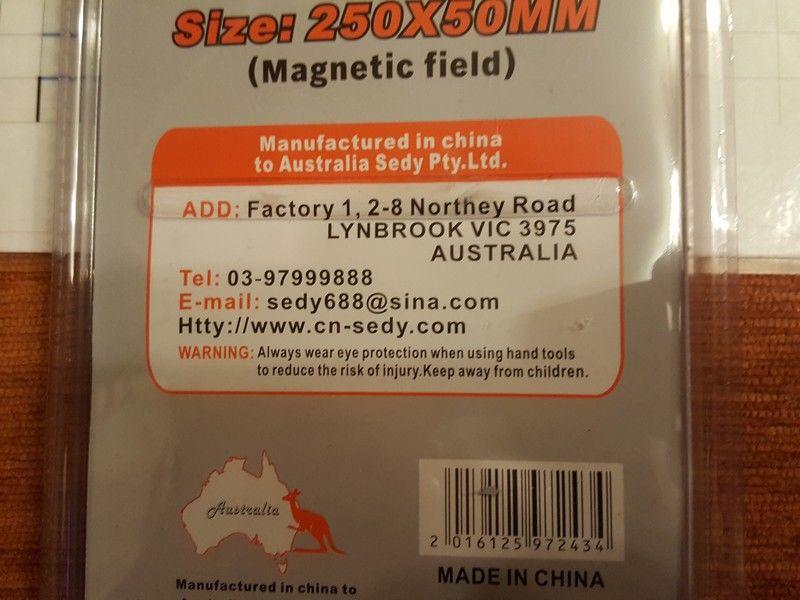 Size: 250X50MM
(Magnetic field)
Manufactured in china
to Australia Sedy Pty.Ltd.
ADD: Factory 1, 2-8 Northey Road
LYNBROOK VIC 3975
AUSTRALIA
Tel: 03-97999888
E-mail: sedy688@sina.com
Htty://www.cn-sedy.com
WARNING: Always wear eye protection when using hand tools
to reduce the risk of injury.Keep away from children.
Australia
2 016125 972434
MADE IN CHINA
Manufactured in china to